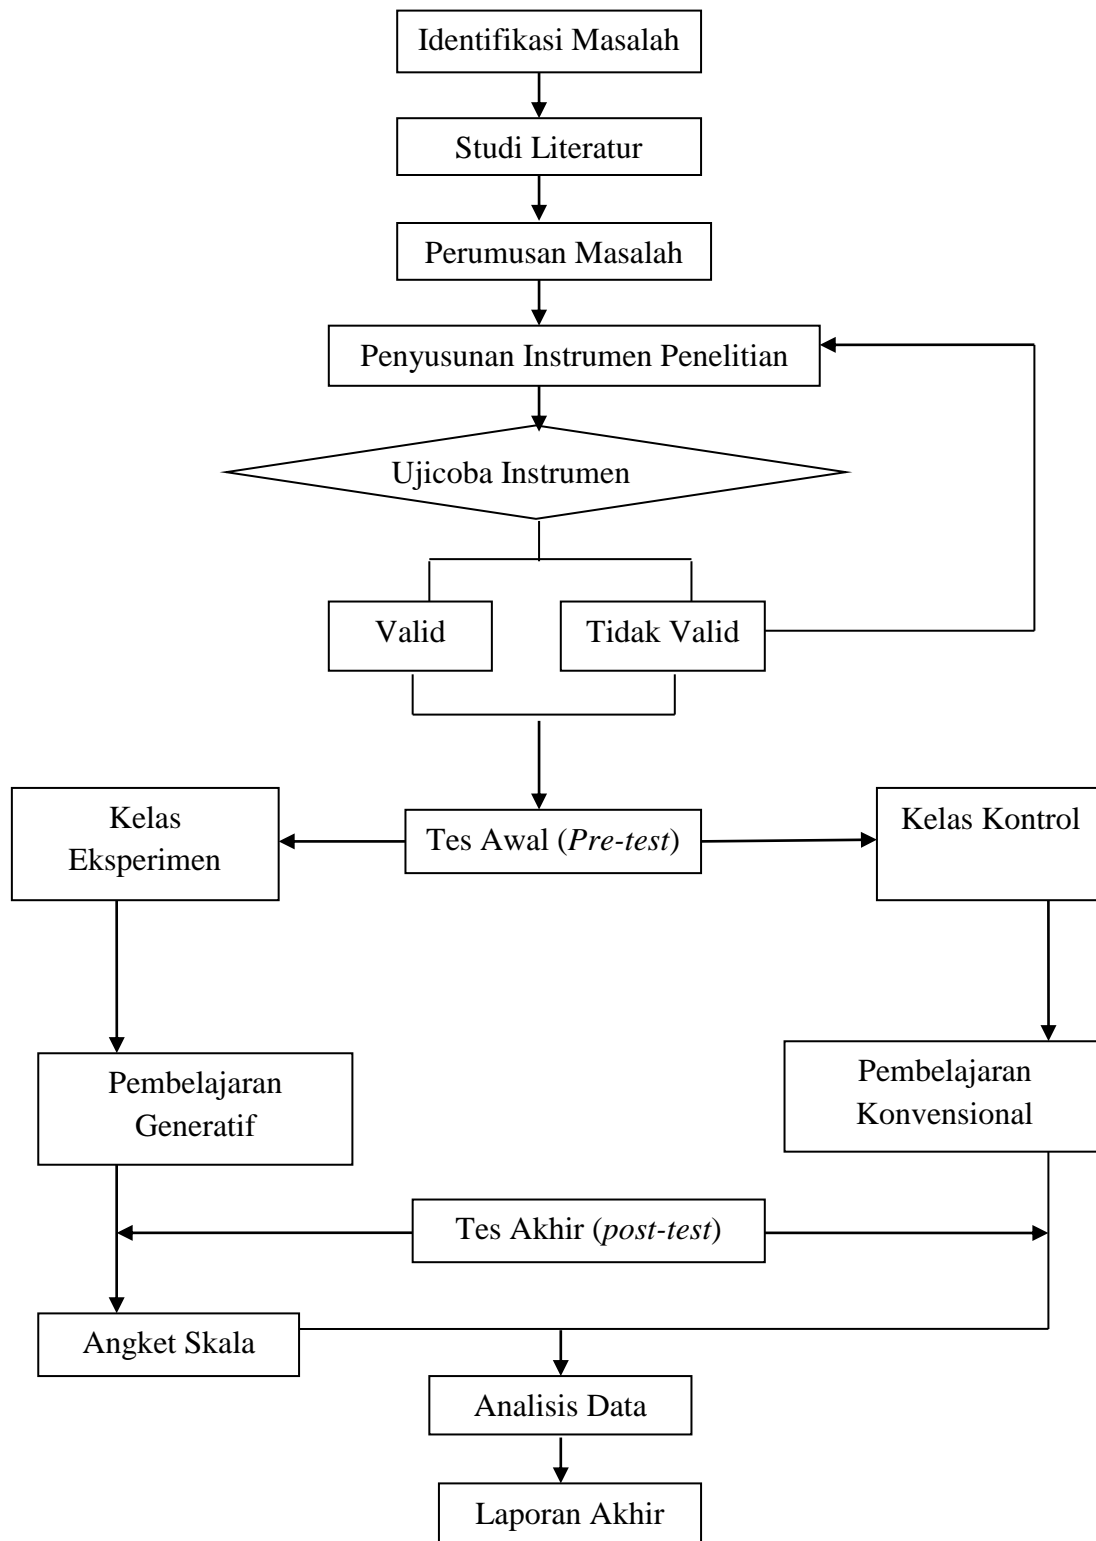 Identifikasi Masalah
Studi Literatur
Perumusan Masalah
Penyusunan Instrumen Penelitian
Ujicoba Instrumen
Valid
Tidak Valid
Kelas
Eksperimen
Tes Awal (Pre-test)
Kelas Kontrol
Pembelajaran
Generatif
Pembelajaran
Konvensional
Tes Akhir (post-test)
Angket Skala
Analisis Data
Laporan Akhir